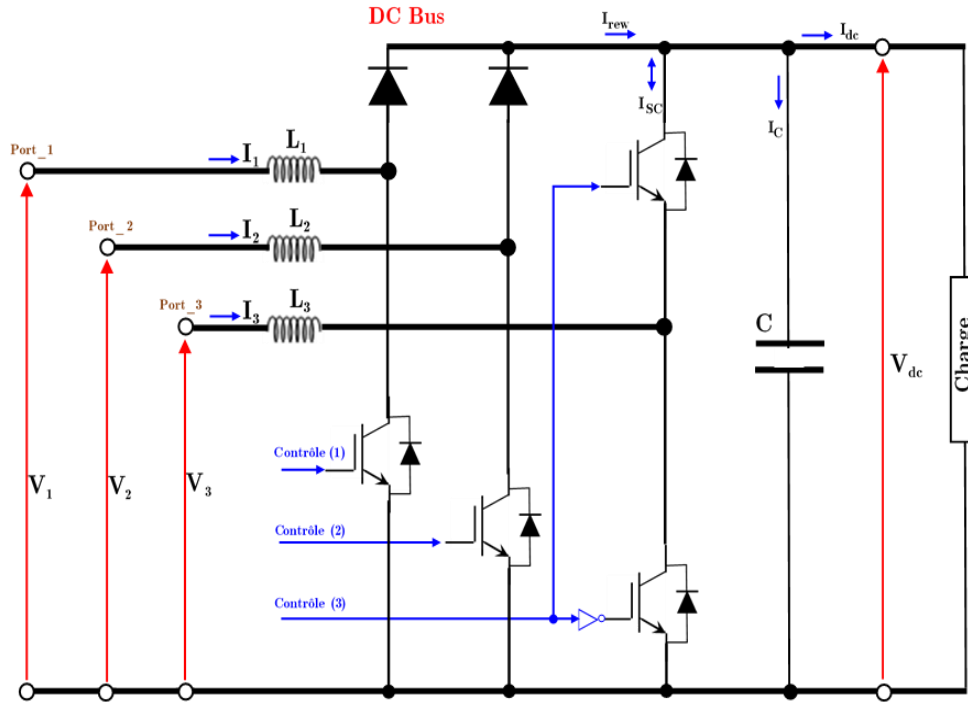 DC Bus
I_rew
I_dc
I_SC
I_C
Port_1
I_1
L_1
Port_2
I_2
L_2
Port_3
I_3
L_3
C
V_dc
Charge
Contrôle (1)
V_1
V_2
V_3
Contrôle (2)
Contrôle (3)